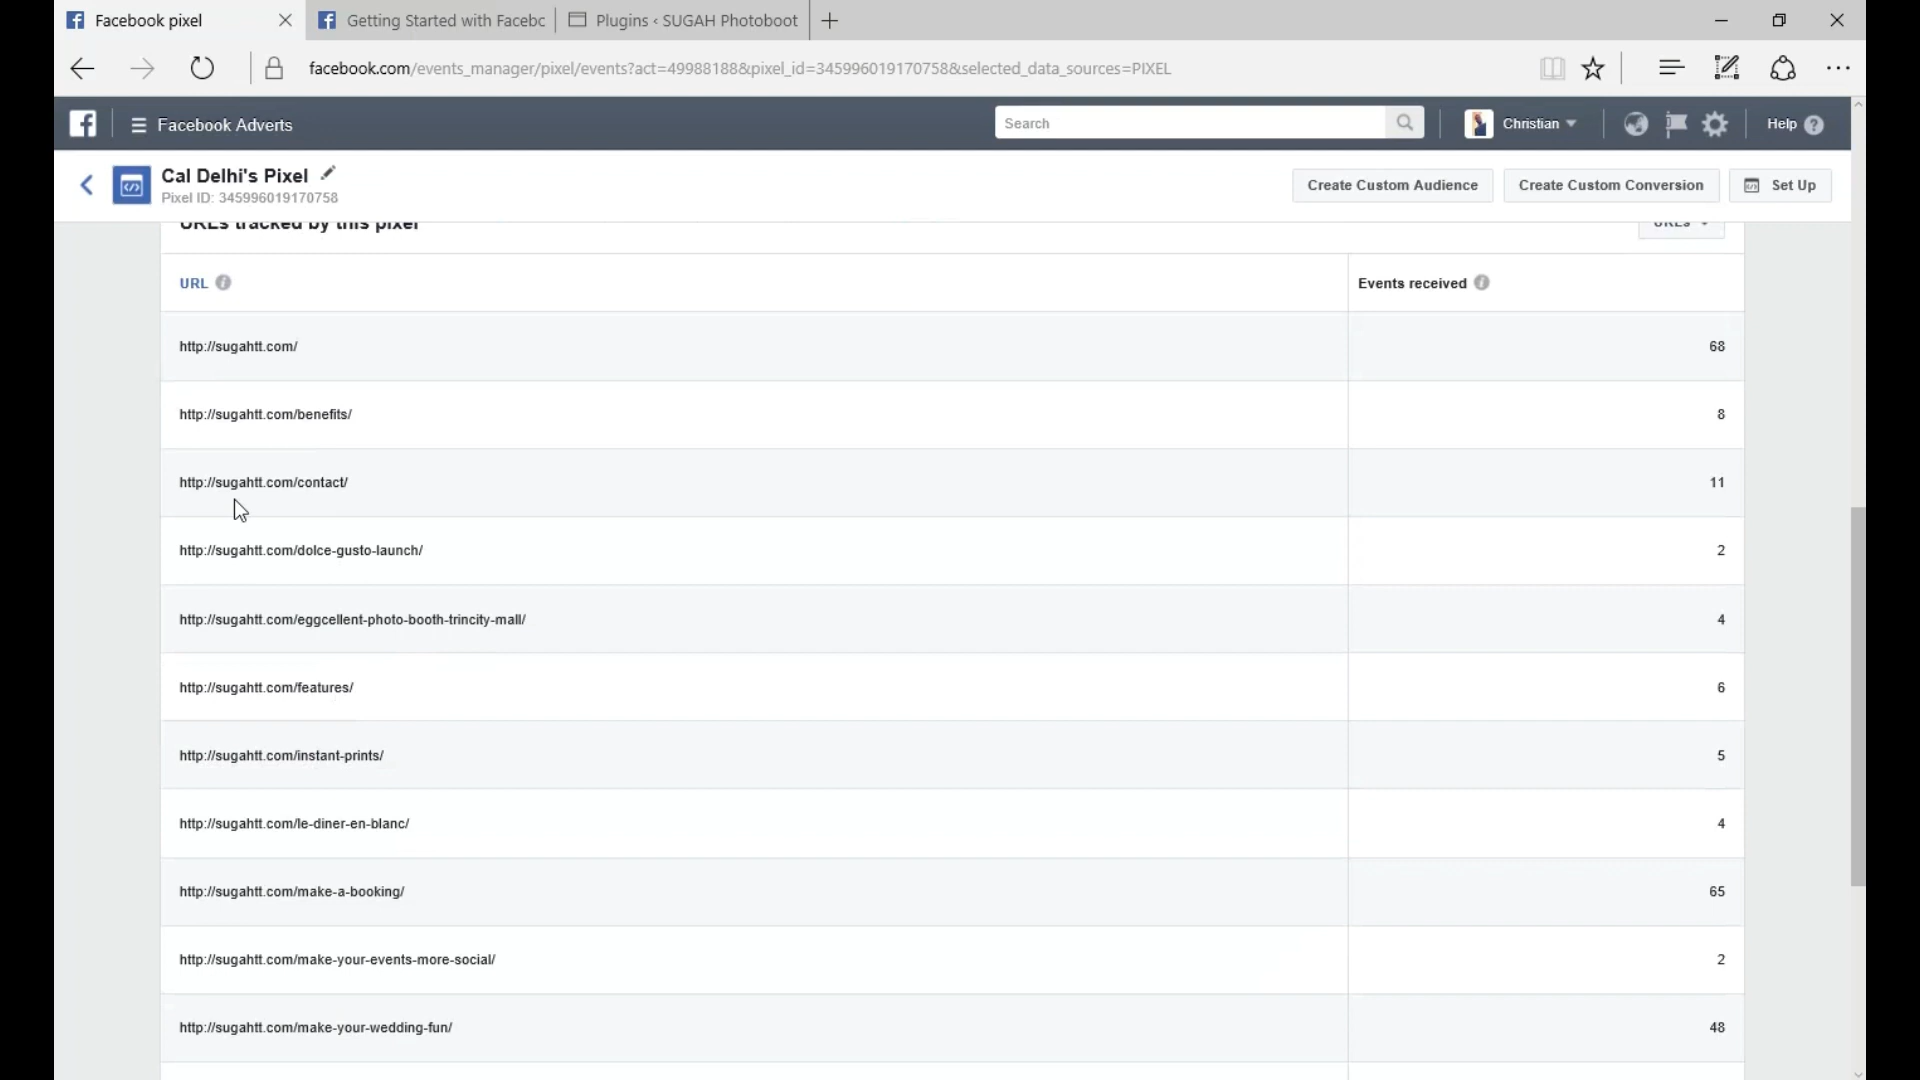 Facebook pixel
Getting Started with Facebc
Plugins ‹ SUGAH Photoboot
facebook.com/events_manager/pixel/events?act=49988188&pixel_id=345996019170758&selected_data_sources=PIXEL
Facebook Adverts
Search
Christian
Help
Cal Delhi's Pixel
Pixel ID: 345996019170758
Create Custom Audience
Create Custom Conversion
Set Up
URLs tracked by this pixel
URLs
URL
Events received
http://sugahtt.com/ 68
http://sugahtt.com/benefits/ 8
http://sugahtt.com/contact/ 11
http://sugahtt.com/dolce-gusto-launch/ 2
http://sugahtt.com/eggcellent-photo-booth-trincity-mall/ 4
http://sugahtt.com/features/ 6
http://sugahtt.com/instant-prints/ 5
http://sugahtt.com/le-diner-en-blanc/ 4
http://sugahtt.com/make-a-booking/ 65
http://sugahtt.com/make-your-events-more-social/ 2
http://sugahtt.com/make-your-wedding-fun/ 48